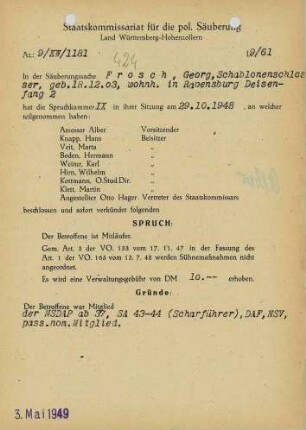 Staatskommissariat für die pol. Säuberung
Land Württemberg-Hohenzollern
Az.: 9/KW/1181
9/61
424
In der Säuberungssache Frosch, Georg, Schablonenschlos
ser, geb.18.12.03, wohnh. in Ravensburg Deisen-
fang 2
hat die Spruchkammer IX in ihrer Sitzung am 29.10.1948 , an welcher
teilgenommen haben:
Assessor Alber Vorsitzender
Knapp, Hans Beisitzer
Veit, Marta „
Boden, Hermann „
Weinur, Karl „
Hirn, Wilhelm „
Kottmann, O.Stud.Dir. „
Klett, Martin „
Angestellter Otto Hager Vertreter des Staatskommissars
beschlossen und sofort verkündet folgenden
SPRUCH:
Der Betroffene ist Mitläufer.
Gem. Art. 3 der VO. 133 vom 17. 11. 47 in der Fassung des
Art. 1 der VO. 165 vom 13. 7. 48 werden Sühnemaßnahmen nicht
angeordnet.
Es wird eine Verwaltungsgebühr von DM 10.-- erhoben.
Gründe:
Der Betroffene war Mitglied
der NSDAP ab 37, SA 43-44 (Scharführer), DAF, NSV,
pass.nom.Mitglied.
3. Mai 1949